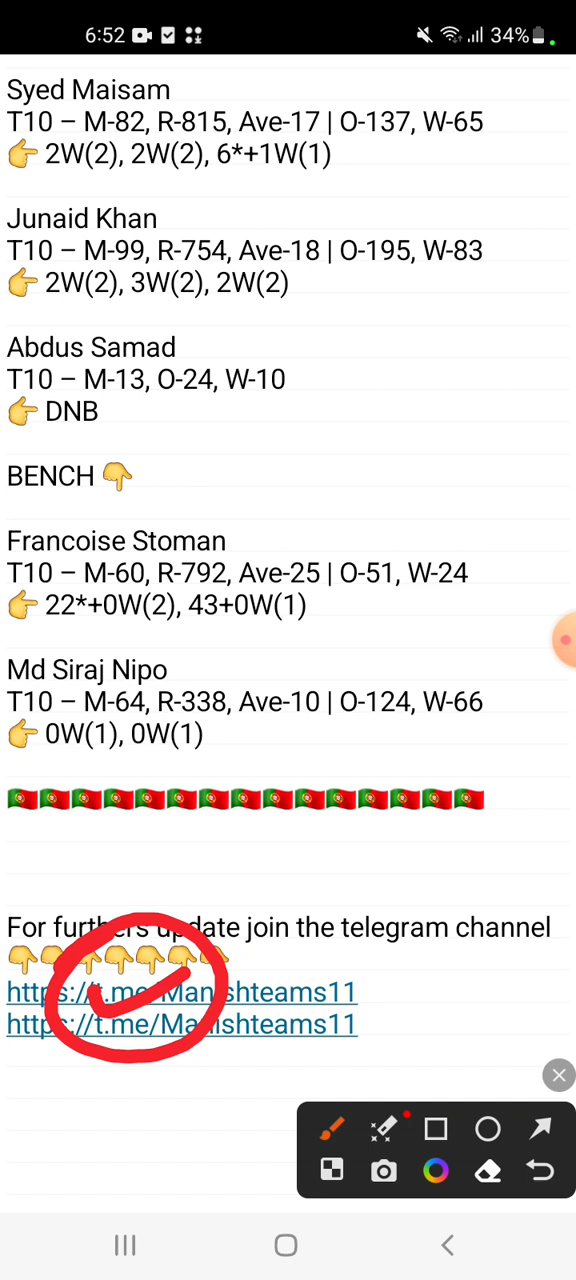 6:52 34%
Syed Maisam
T10 – M-82, R-815, Ave-17 | O-137, W-65
👉 2W(2), 2W(2), 6*+1W(1)
Junaid Khan
T10 – M-99, R-754, Ave-18 | O-195, W-83
👉 2W(2), 3W(2), 2W(2)
Abdus Samad
T10 – M-13, O-24, W-10
👉 DNB
BENCH 👇
Francoise Stoman
T10 – M-60, R-792, Ave-25 | O-51, W-24
👉 22*+0W(2), 43+0W(1)
Md Siraj Nipo
T10 – M-64, R-338, Ave-10 | O-124, W-66
👉 0W(1), 0W(1)
🇵🇹🇵🇹🇵🇹🇵🇹🇵🇹🇵🇹🇵🇹🇵🇹🇵🇹🇵🇹🇵🇹🇵🇹🇵🇹🇵🇹🇵🇹
For furthers update join the telegram channel
👇👇👇👇👇👇👇
https://t.me/Manishteams11
https://t.me/Manishteams11